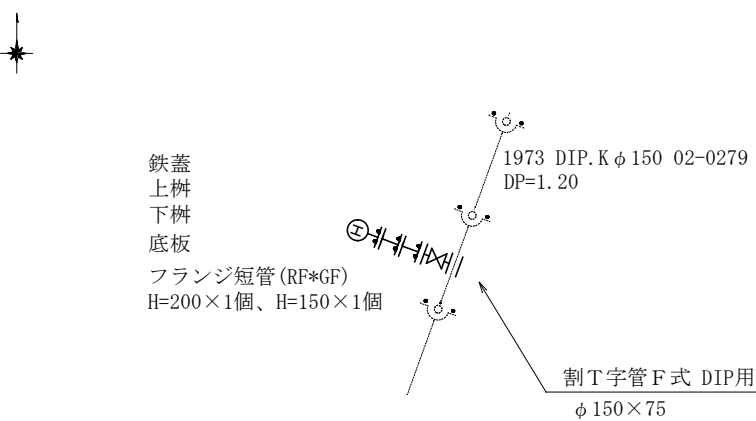 鉄蓋
上桝
下桝
底板
フランジ短管(RF*GF)
H=200×1個、H=150×1個
1973 DIP.Kφ150 02-0279
DP=1.20
H
割T字管F式 DIP用
φ150×75